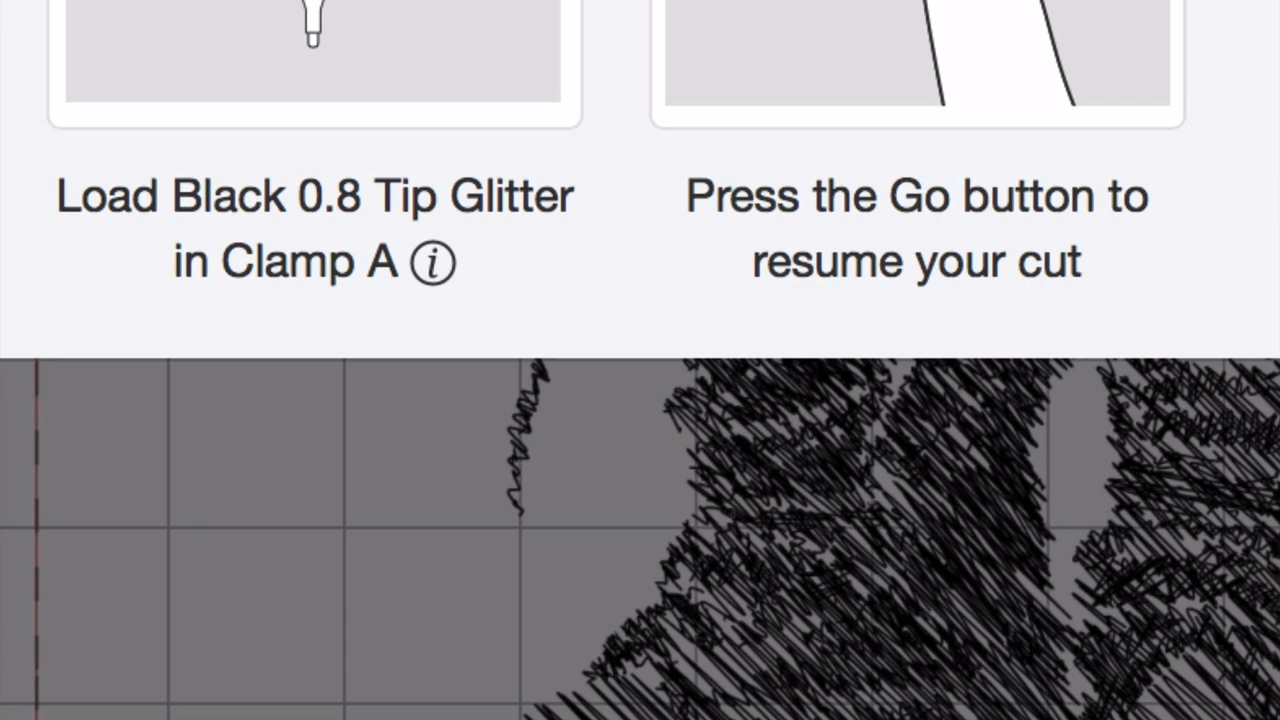 Load Black 0.8 Tip Glitter
in Clamp A i
Press the Go button to
resume your cut